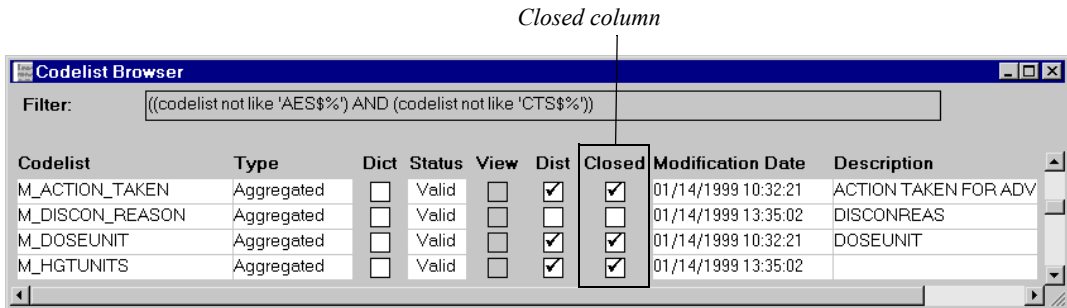 Closed column
Codelist Browser
Filter: ((codelist not like 'AES$%') AND (codelist not like 'CTS$%'))
Codelist Type Dict Status View Dist Closed Modification Date Description
M_ACTION_TAKEN Aggregated Valid 01/14/1999 10:32:21 ACTION TAKEN FOR ADV
M_DISCON_REASON Aggregated Valid 01/14/1999 13:35:02 DISCONREAS
M_DOSEUNIT Aggregated Valid 01/14/1999 10:32:21 DOSEUNIT
M_HGTUNITS Aggregated Valid 01/14/1999 13:35:02